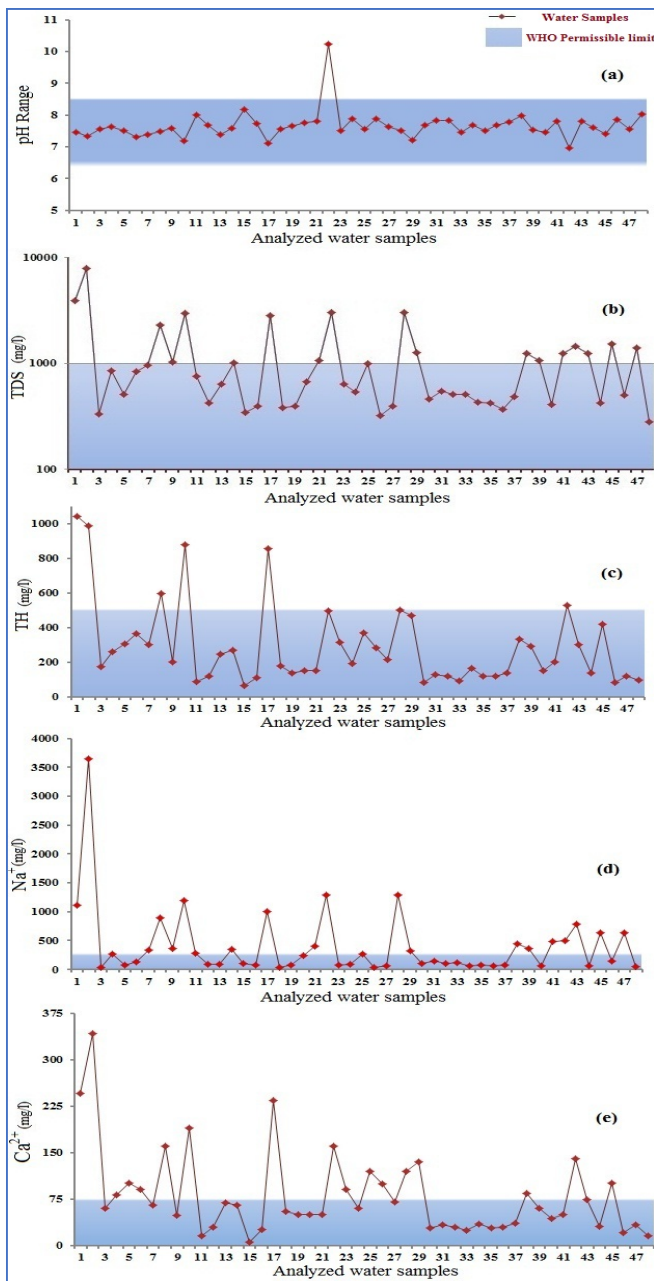 Water Samples
WHO Permissible limit
(a)
pH Range
11
10
9
8
7
6
5
1 3 5 7 9 11 13 15 17 19 21 23 25 27 29 31 33 35 37 39 41 43 45 47
Analyzed water samples
(b)
TDS (mg/l)
10000
1000
100
1 3 5 7 9 11 13 15 17 19 21 23 25 27 29 31 33 35 37 39 41 43 45 47
Analyzed water samples
(c)
TH (mg/l)
1000
800
600
400
200
0
1 3 5 7 9 11 13 15 17 19 21 23 25 27 29 31 33 35 37 39 41 43 45 47
Analyzed water samples
(d)
Na⁺(mg/l)
4000
3500
3000
2500
2000
1500
1000
500
0
1 3 5 7 9 11 13 15 17 19 21 23 25 27 29 31 33 35 37 39 41 43 45 47
Analyzed water samples
(e)
Ca²⁺ (mg/l)
375
300
225
150
75
0
1 3 5 7 9 11 13 15 17 19 21 23 25 27 29 31 33 35 37 39 41 43 45 47
Analyzed water samples